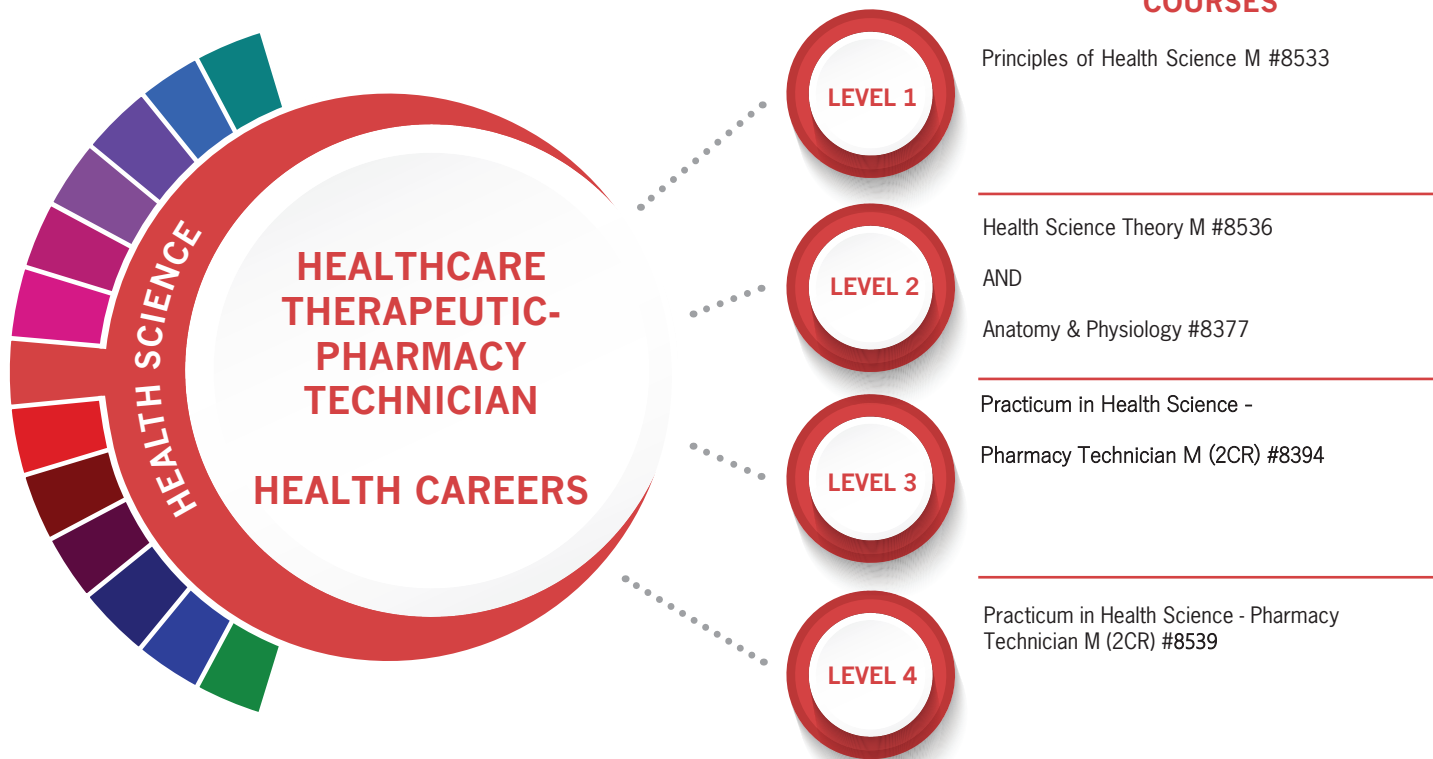 COURSES
HEALTH SCIENCE
HEALTHCARE
THERAPEUTIC-
PHARMACY
TECHNICIAN
HEALTH CAREERS
LEVEL 1
Principles of Health Science M #8533
LEVEL 2
Health Science Theory M #8536
AND
Anatomy & Physiology #8377
LEVEL 3
Practicum in Health Science -
Pharmacy Technician M (2CR) #8394
LEVEL 4
Practicum in Health Science - Pharmacy
Technician M (2CR) #8539